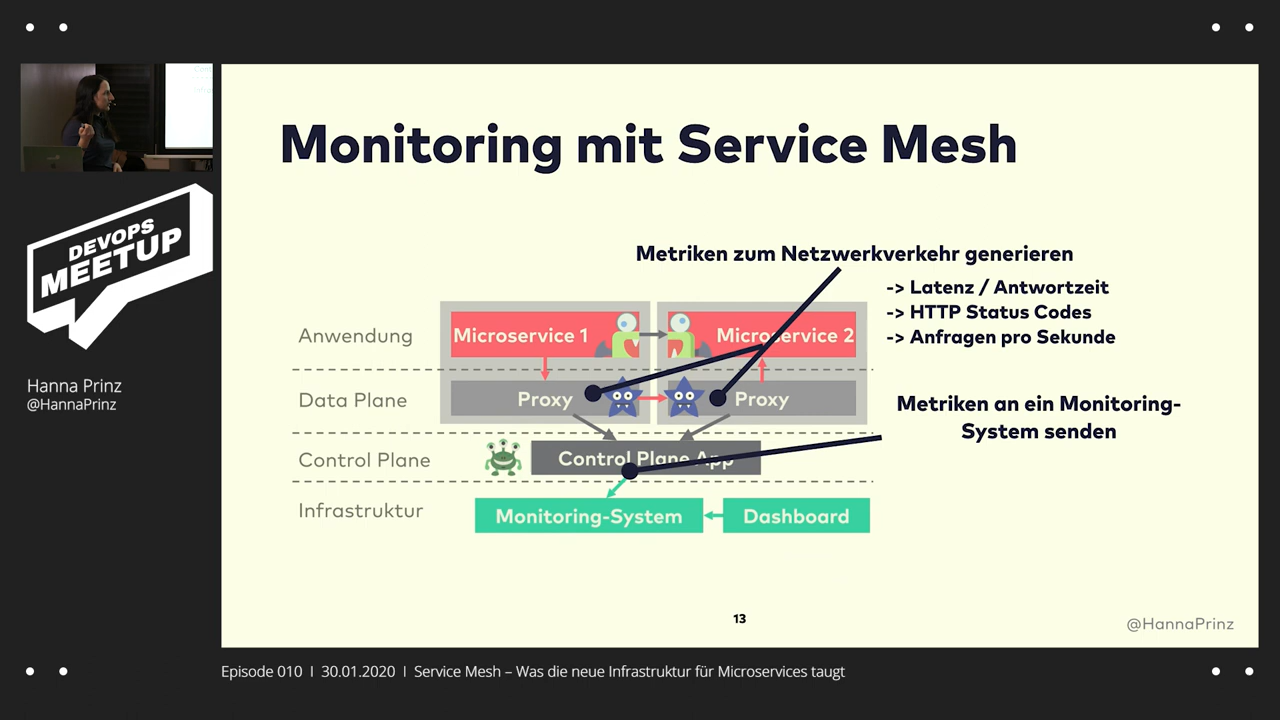 DEVOPS
MEETUP
Hanna Prinz
@HannaPrinz
Monitoring mit Service Mesh
Metriken zum Netzwerkverkehr generieren
-> Latenz / Antwortzeit
-> HTTP Status Codes
-> Anfragen pro Sekunde
Anwendung
Microservice 1
Microservice 2
Data Plane
Proxy
Proxy
Metriken an ein Monitoring-
System senden
Control Plane
Control Plane App
Infrastruktur
Monitoring-System
Dashboard
13
@HannaPrinz
Episode 010 I 30.01.2020 I Service Mesh – Was die neue Infrastruktur für Microservices taugt